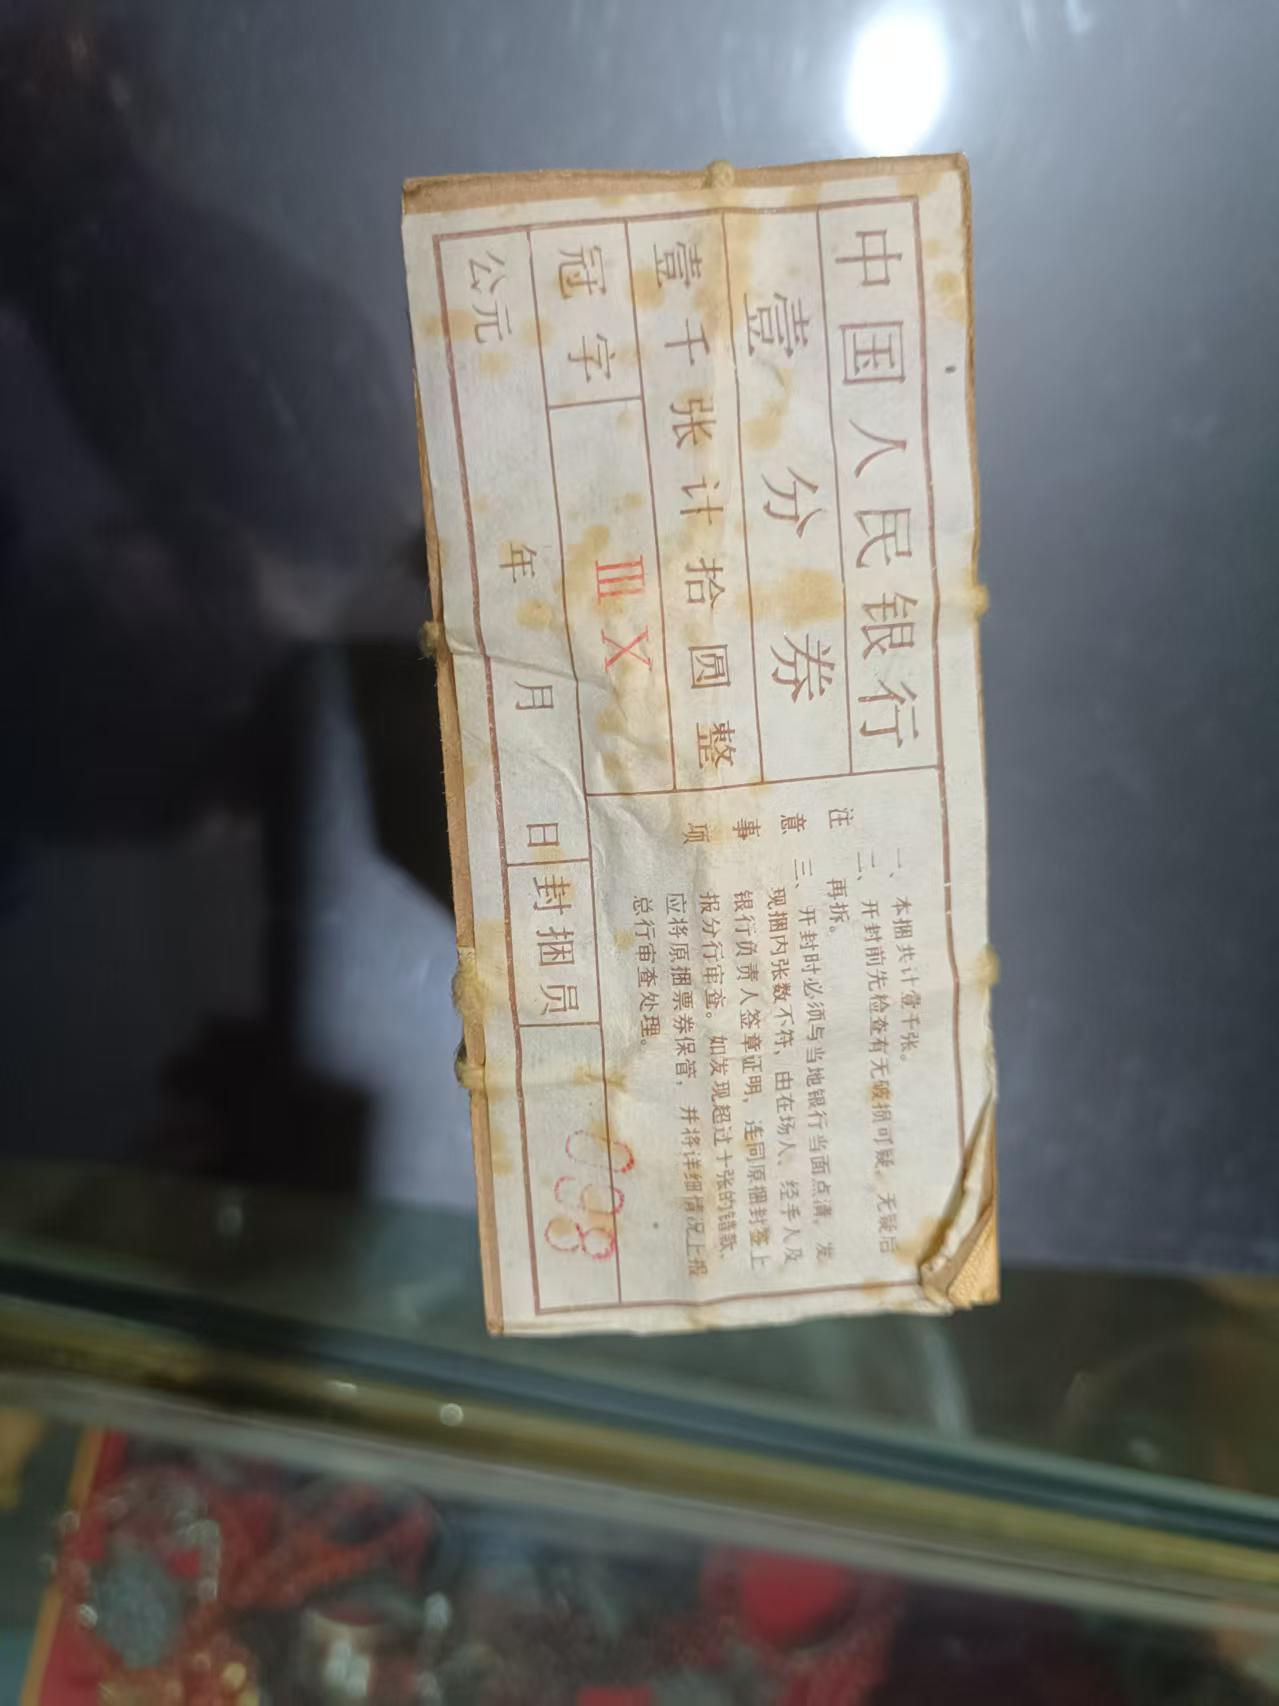 中国人民银行
壹分券
壹千张计拾圆整
冠字 III X
公元 年 月 日 封捆员 098
注意事项
一、本捆共计壹千张。
二、开封前先检查有无破损可疑，无疑后
再拆。
三、开封时必须与当地银行当面点清，发
现捆内张数不符，由在场人、经手人及
银行负责人签章证明，连同原捆封签上
报分行审查。如发现超过十张的错款，
应将原捆票券保管，并将详细情况上报
总行审查处理。